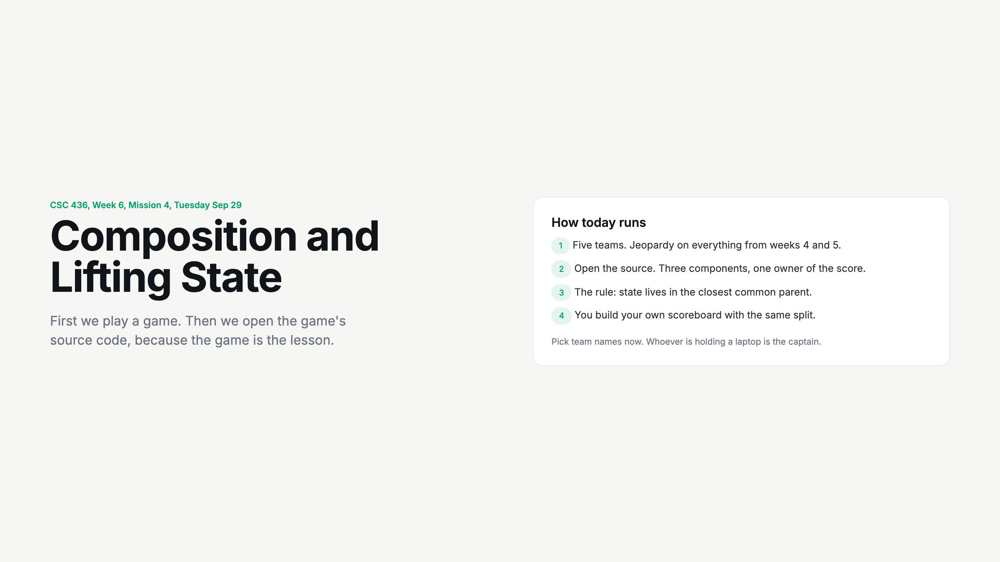 CSC 436, Week 6, Mission 4, Tuesday Sep 29
Composition and
Lifting State
First we play a game. Then we open the game's
source code, because the game is the lesson.
How today runs
1 Five teams. Jeopardy on everything from weeks 4 and 5.
2 Open the source. Three components, one owner of the score.
3 The rule: state lives in the closest common parent.
4 You build your own scoreboard with the same split.
Pick team names now. Whoever is holding a laptop is the captain.